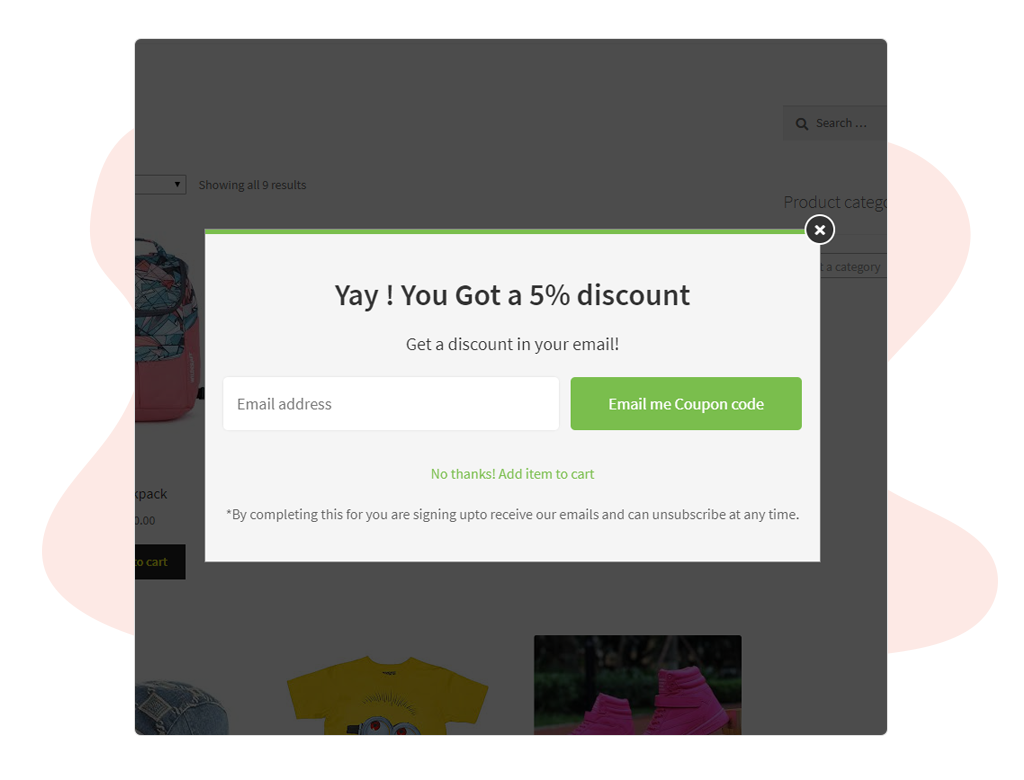 Search ...
Showing all 9 results
Product catego
t a category
Yay ! You Got a 5% discount
Get a discount in your email!
Email address
Email me Coupon code
No thanks! Add item to cart
kpack
*By completing this for you are signing upto receive our emails and can unsubscribe at any time.
0.00
to cart